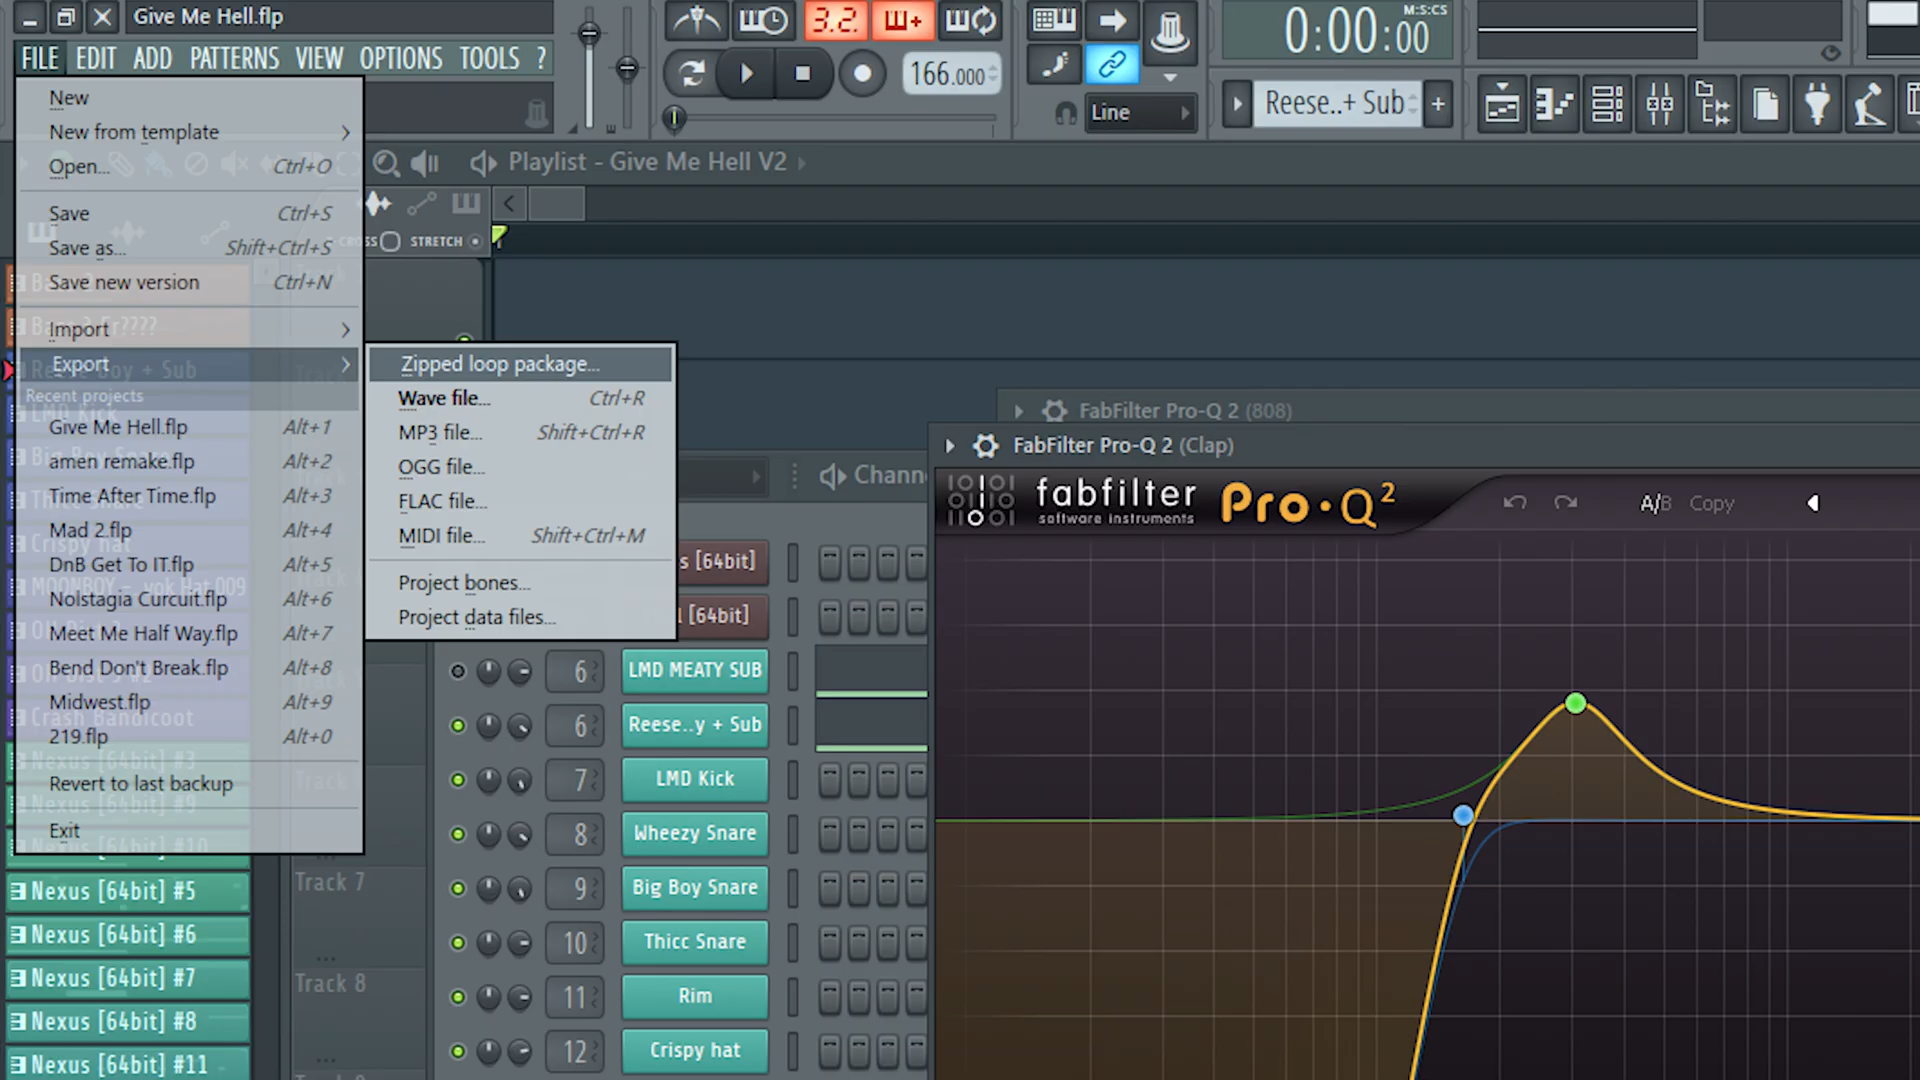 Give Me Hell.flp
FILE EDIT ADD PATTERNS VIEW OPTIONS TOOLS ?
3.2.
166.000
Line
0:00:00
M:S:CS
Reese..+ Sub
New
New from template
Open... Ctrl+O
Save Ctrl+S
Save as... Shift+Ctrl+S
Save new version Ctrl+N
Import
Export
Recent projects
Give Me Hell.flp Alt+1
amen remake.flp Alt+2
Time After Time.flp Alt+3
Mad 2.flp Alt+4
DnB Get To IT.flp Alt+5
Nolstagia Curcuit.flp Alt+6
Meet Me Half Way.flp Alt+7
Bend Don't Break.flp Alt+8
Midwest.flp Alt+9
219.flp Alt+0
Revert to last backup
Exit
Zipped loop package...
Wave file... Ctrl+R
MP3 file... Shift+Ctrl+R
OGG file...
FLAC file...
MIDI file... Shift+Ctrl+M
Project bones...
Project data files...
Playlist - Give Me Hell V2
STRETCH
Crash Bandicoot
Nexus [64bit] #5
Nexus [64bit] #6
Nexus [64bit] #7
Nexus [64bit] #8
Nexus [64bit] #11
Track 7
Track 8
Chann
s [64bit]
l [64bit]
6 LMD MEATY SUB
6 Reese..y + Sub
7 LMD Kick
8 Wheezy Snare
9 Big Boy Snare
10 Thicc Snare
11 Rim
12 Crispy hat
FabFilter Pro-Q 2 (808)
FabFilter Pro-Q 2 (Clap)
fabfilter
software instruments
Pro·Q²
A/B Copy